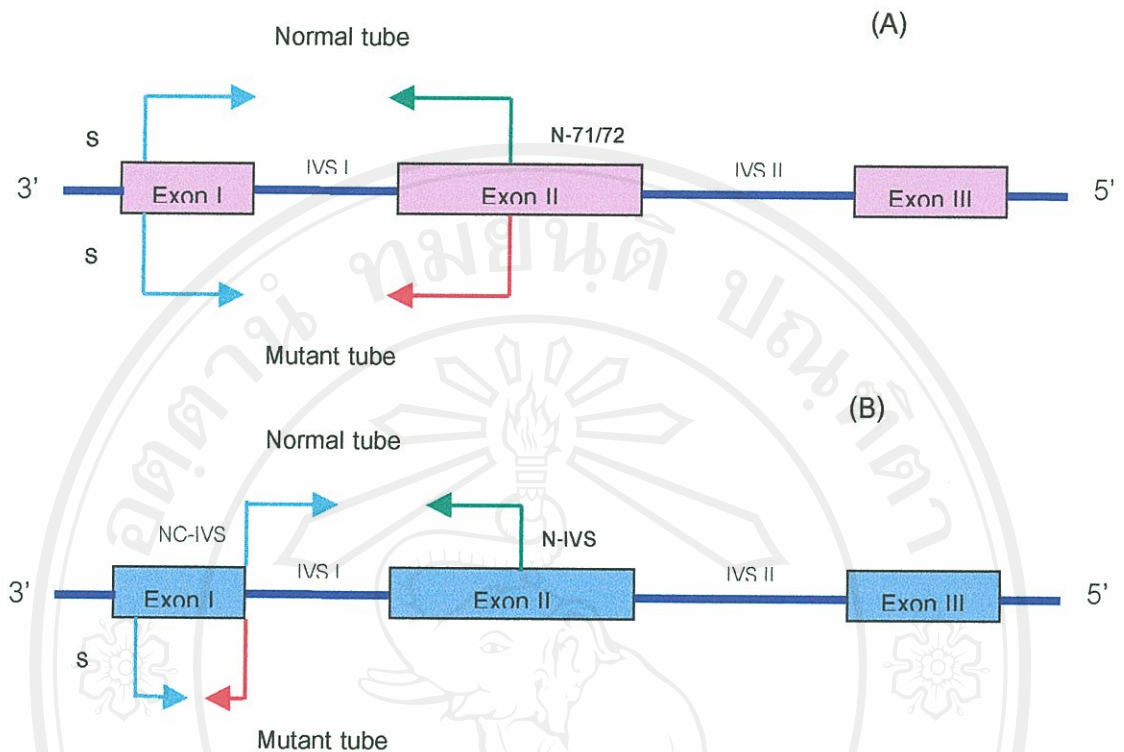 (A)
Normal tube
S
N-71/72
IVS I
IVS II
3’ Exon I Exon II Exon III 5’
S
Mutant tube
(B)
Normal tube
NC-IVS
N-IVS
IVS I
IVS II
3’ Exon I Exon II Exon III 5’
S
Mutant tube